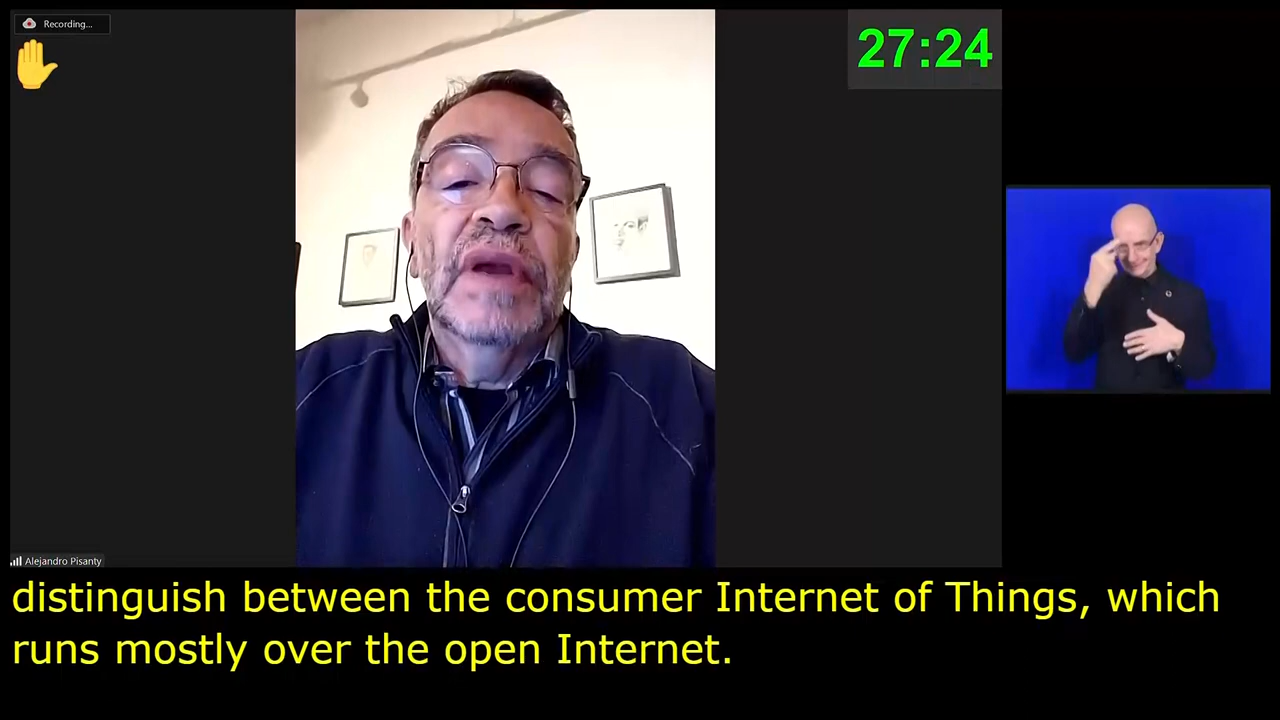 Recording...
27:24
Alejandro Pisanty
distinguish between the consumer Internet of Things, which
runs mostly over the open Internet.